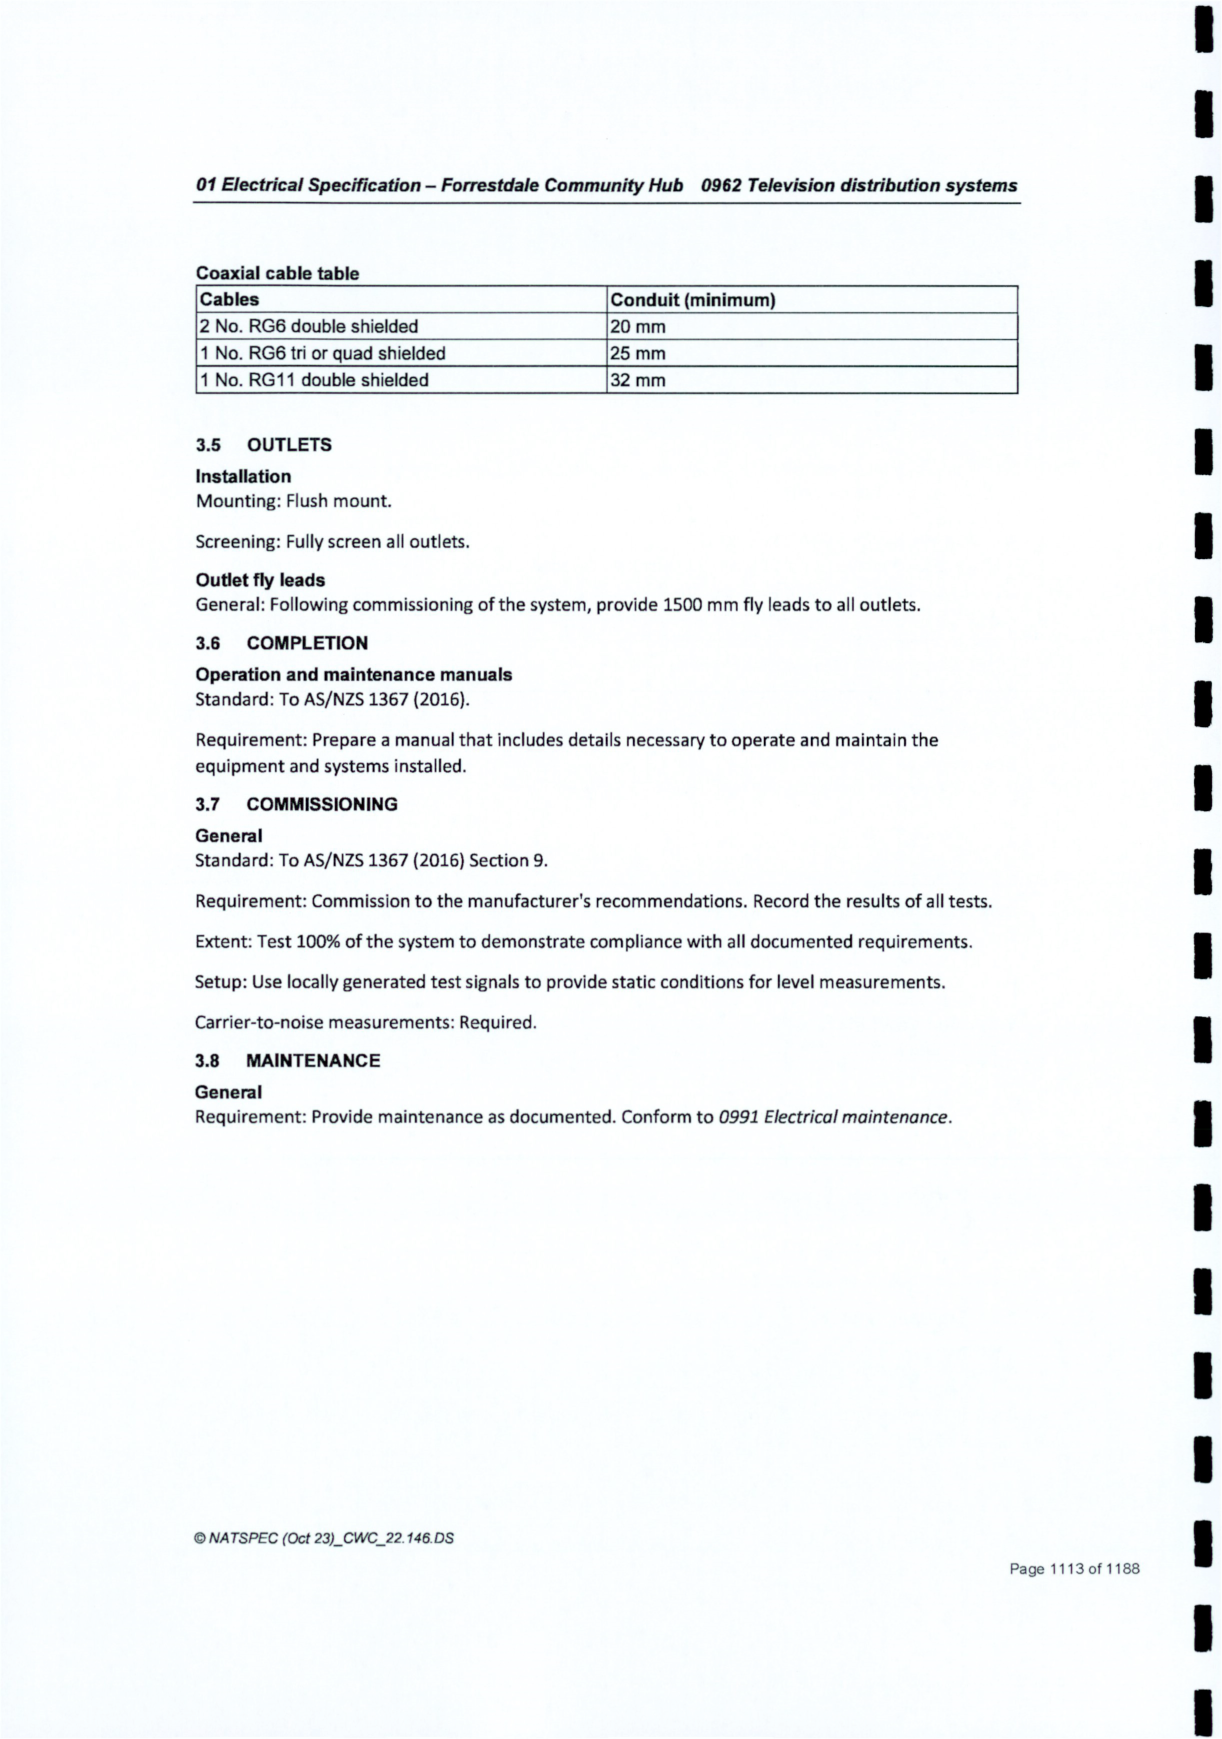 01 Electrical Specification – Forrestdale Community Hub 0962 Television distribution systems
Coaxial cable table
Cables Conduit (minimum)
2 No. RG6 double shielded 20 mm
1 No. RG6 tri or quad shielded 25 mm
1 No. RG11 double shielded 32 mm
3.5 OUTLETS
Installation
Mounting: Flush mount.
Screening: Fully screen all outlets.
Outlet fly leads
General: Following commissioning of the system, provide 1500 mm fly leads to all outlets.
3.6 COMPLETION
Operation and maintenance manuals
Standard: To AS/NZS 1367 (2016).
Requirement: Prepare a manual that includes details necessary to operate and maintain the
equipment and systems installed.
3.7 COMMISSIONING
General
Standard: To AS/NZS 1367 (2016) Section 9.
Requirement: Commission to the manufacturer's recommendations. Record the results of all tests.
Extent: Test 100% of the system to demonstrate compliance with all documented requirements.
Setup: Use locally generated test signals to provide static conditions for level measurements.
Carrier-to-noise measurements: Required.
3.8 MAINTENANCE
General
Requirement: Provide maintenance as documented. Conform to 0991 Electrical maintenance.
© NATSPEC (Oct 23)_CWC_22.146.DS
Page 1113 of 1188